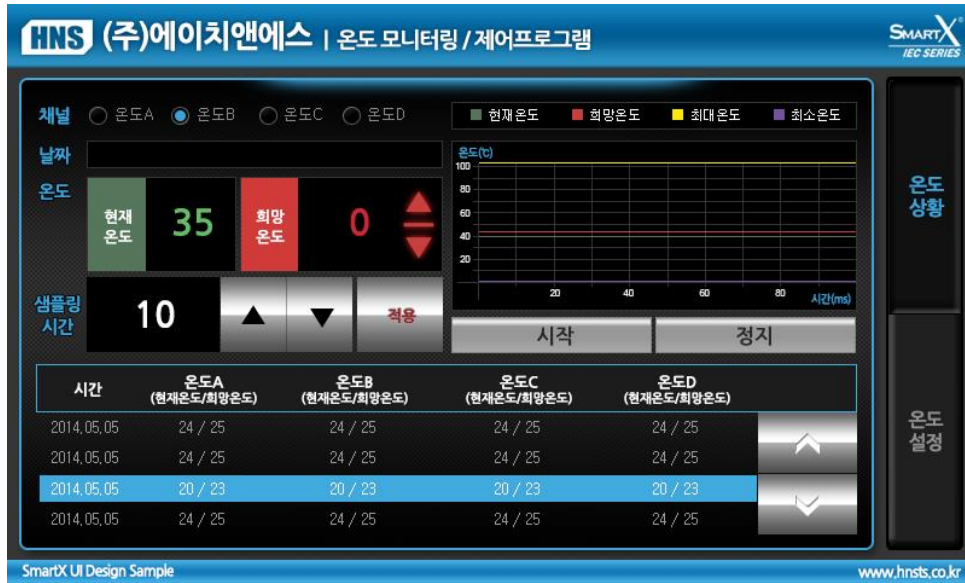 HNS (주)에이치앤에스 | 온도 모니터링 / 제어프로그램
SMARTX
IEC SERIES
채널 온도A 온도B 온도C 온도D
현재온도 희망온도 최대온도 최소온도
날짜
온도
현재
온도
35
희망
온도
0
온도(℃)
100
80
60
40
20
20 40 60 80 시간(ms)
샘플링
시간
10
적용
시작 정지
온도
상황
온도
설정
시간 온도A 온도B 온도C 온도D
(현재온도/희망온도) (현재온도/희망온도) (현재온도/희망온도) (현재온도/희망온도)
2014,05,05 24 / 25 24 / 25 24 / 25 24 / 25
2014,05,05 24 / 25 24 / 25 24 / 25 24 / 25
2014,05,05 20 / 23 20 / 23 20 / 23 20 / 23
2014,05,05 24 / 25 24 / 25 24 / 25 24 / 25
SmartX UI Design Sample www.hnsts.co.kr